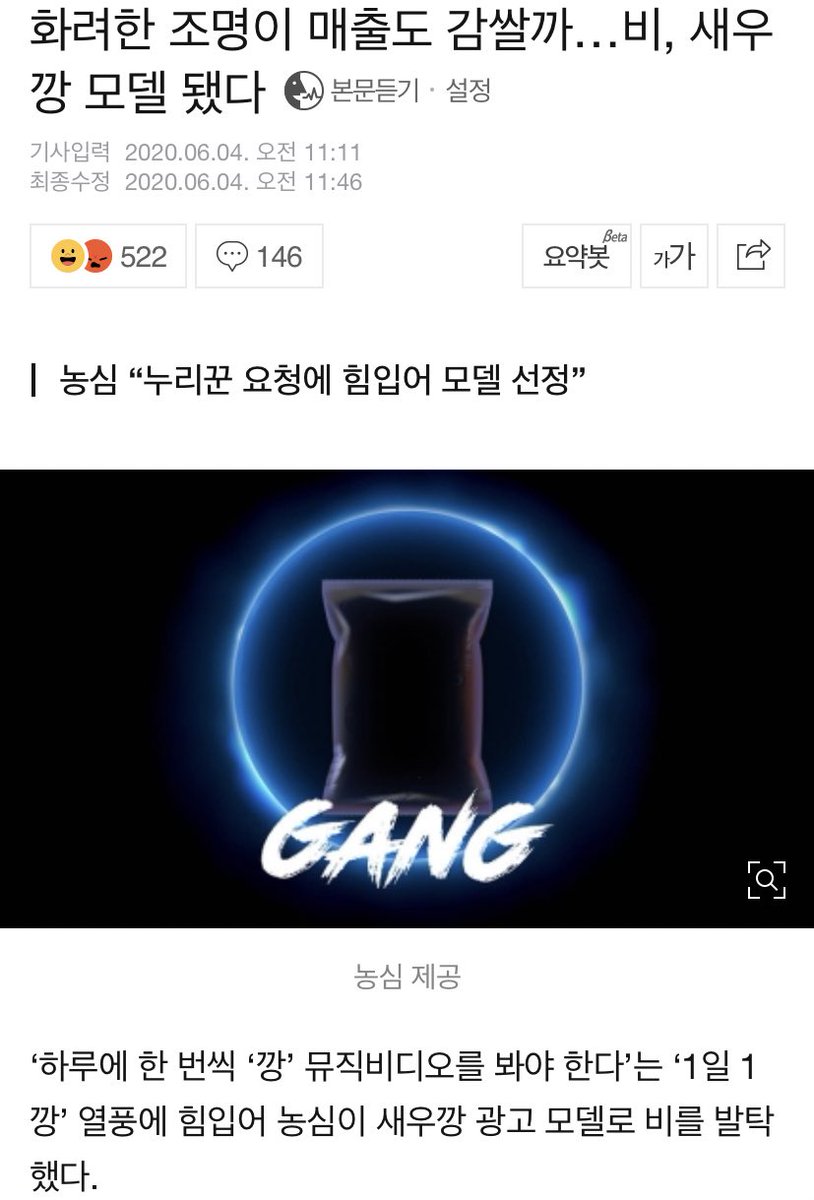 화려한 조명이 매출도 감쌀까…비, 새우
깡 모델 됐다 본문듣기 · 설정
기사입력 2020.06.04. 오전 11:11
최종수정 2020.06.04. 오전 11:46
522 146 요약봇 Beta 가가
농심 “누리꾼 요청에 힘입어 모델 선정”
GANG
농심 제공
‘하루에 한 번씩 ‘깡’ 뮤직비디오를 봐야 한다’는 ‘1일 1
깡’ 열풍에 힘입어 농심이 새우깡 광고 모델로 비를 발탁
했다.